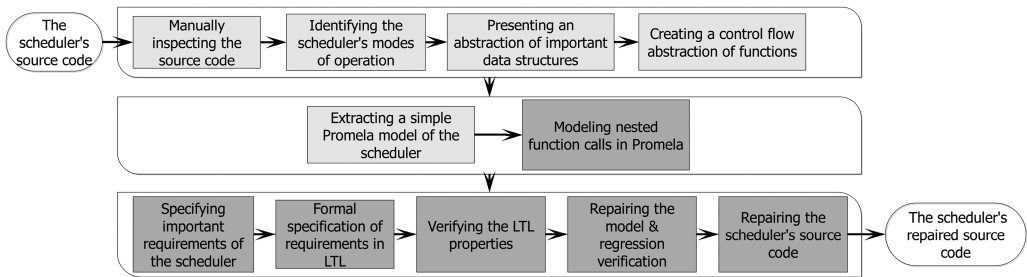 The
scheduler's
source code
Manually
inspecting the
source code
Identifying the
scheduler's modes
of operation
Presenting an
abstraction of important
data structures
Creating a control flow
abstraction of functions
Extracting a simple
Promela model of the
scheduler
Modeling nested
function calls in Promela
Specifying
important
requirements of
the scheduler
Formal
specification of
requirements in
LTL
Verifying the LTL
properties
Repairing the
model &
regression
verification
Repairing the
scheduler's source
code
The scheduler's
repaired source
code